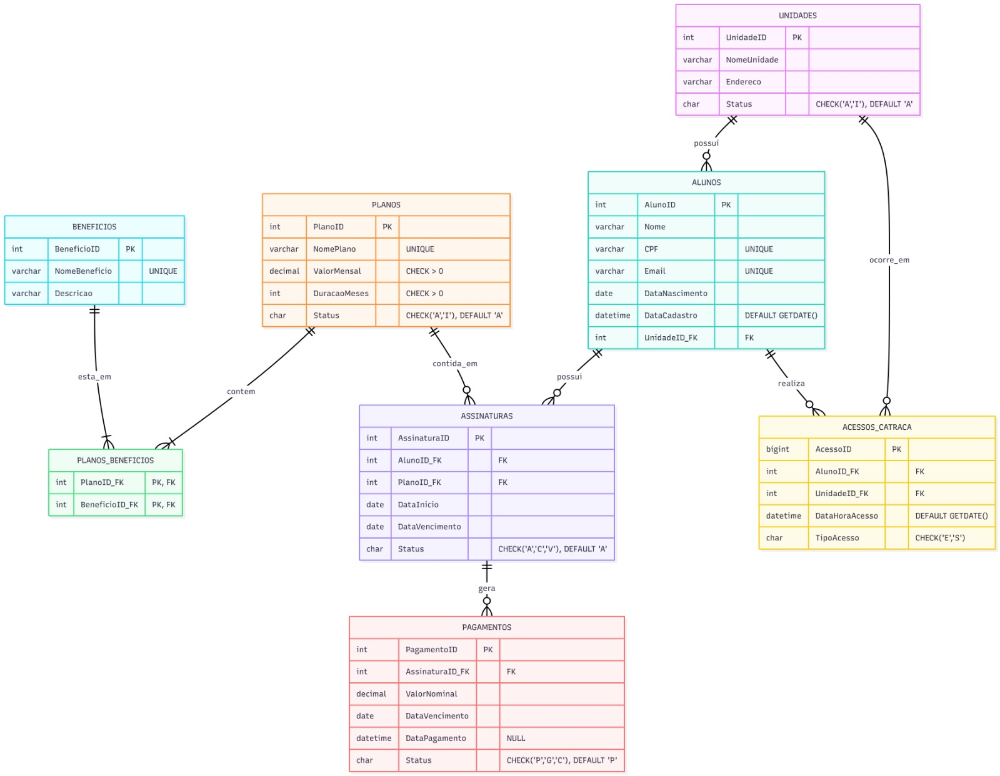 UNIDADES
int UnidadeID PK
varchar NomeUnidade
varchar Endereco
char Status CHECK('A','I'), DEFAULT 'A'
possui
ocorre_em
ALUNOS
int AlunoID PK
varchar Nome
varchar CPF UNIQUE
varchar Email UNIQUE
date DataNascimento
datetime DataCadastro DEFAULT GETDATE()
int UnidadeID_FK FK
PLANOS
int PlanoID PK
varchar NomePlano UNIQUE
decimal ValorMensal CHECK > 0
int DuracaoMeses CHECK > 0
char Status CHECK('A','I'), DEFAULT 'A'
BENEFICIOS
int BeneficioID PK
varchar NomeBeneficio UNIQUE
varchar Descricao
esta_em
contem
contida_em
possui
realiza
PLANOS_BENEFICIOS
int PlanoID_FK PK, FK
int BeneficioID_FK PK, FK
ASSINATURAS
int AssinaturaID PK
int AlunoID_FK FK
int PlanoID_FK FK
date DataInicio
date DataVencimento
char Status CHECK('A','C','V'), DEFAULT 'A'
ACESSOS_CATRACA
bigint AcessoID PK
int AlunoID_FK FK
int UnidadeID_FK FK
datetime DataHoraAcesso DEFAULT GETDATE()
char TipoAcesso CHECK('E','S')
gera
PAGAMENTOS
int PagamentoID PK
int AssinaturaID_FK FK
decimal ValorNominal
date DataVencimento
datetime DataPagamento NULL
char Status CHECK('P','G','C'), DEFAULT 'P'